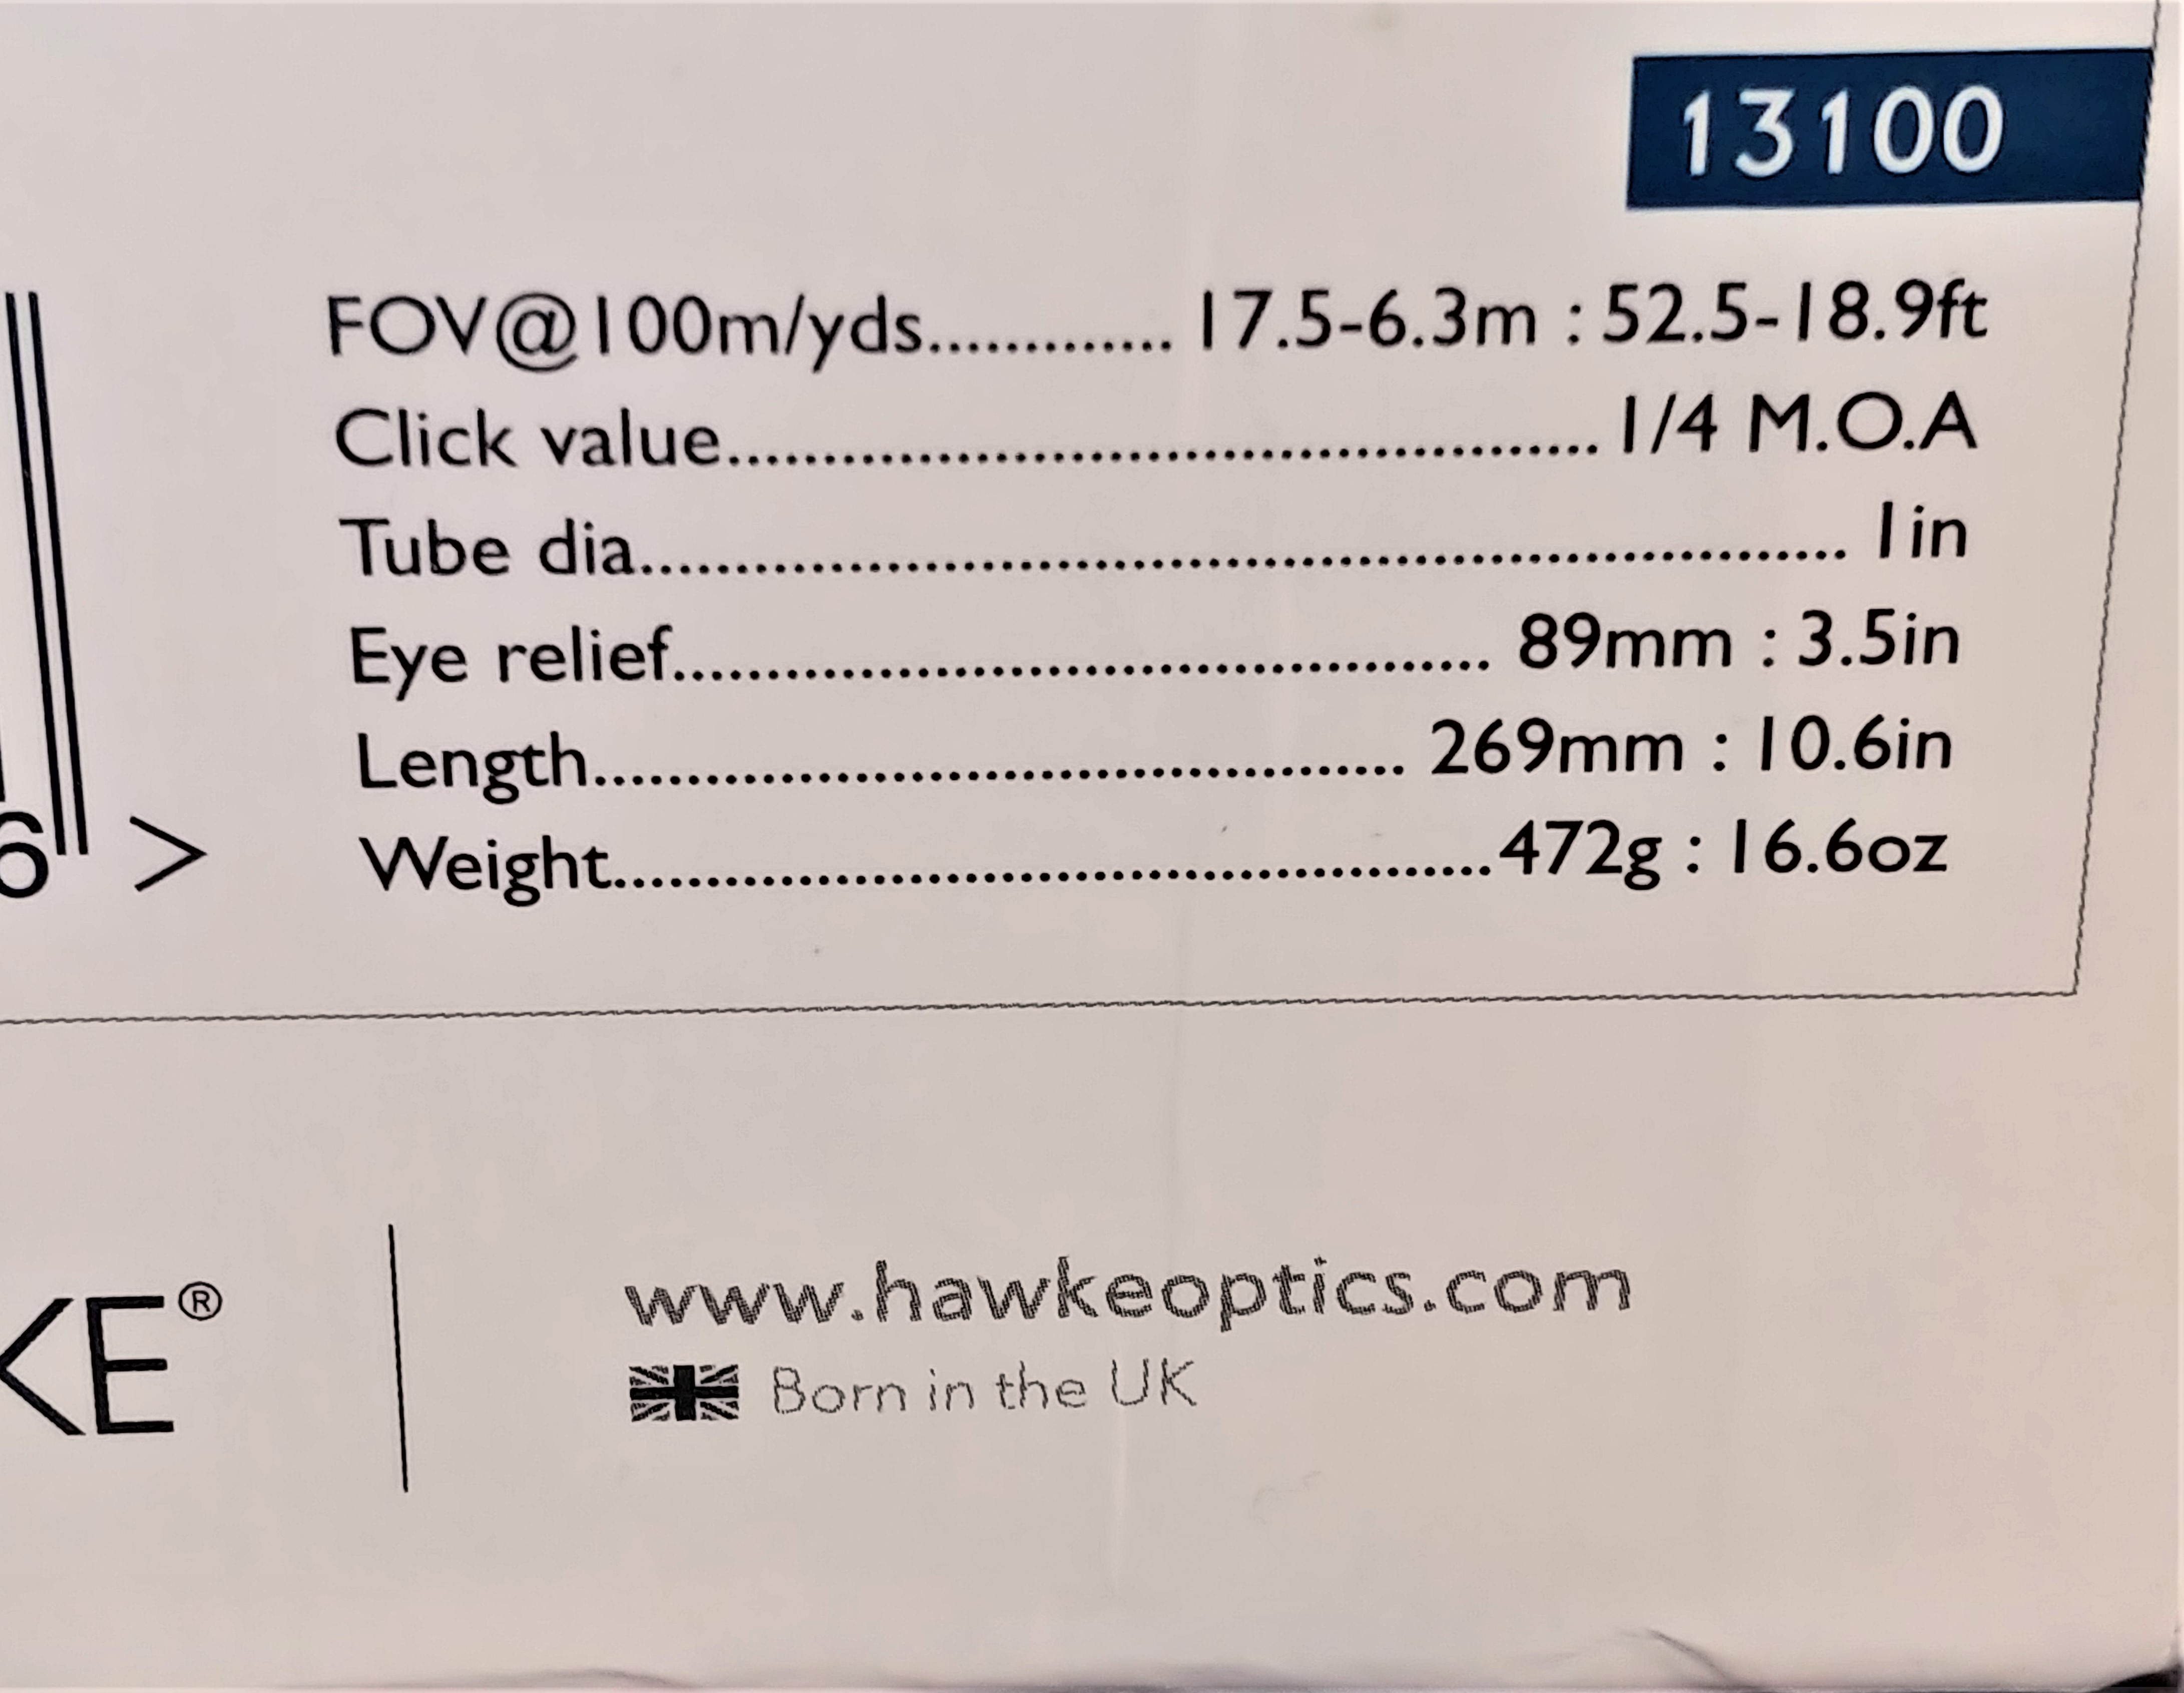 13100
FOV@100m/yds............. 17.5-6.3m : 52.5-18.9ft
Click value............................................... 1/4 M.O.A
Tube dia................................................................. 1in
Eye relief............................................ 89mm : 3.5in
Length............................................ 269mm : 10.6in
Weight...............................................472g : 16.6oz
6 >
KE®
www.hawkeoptics.com
Born in the UK